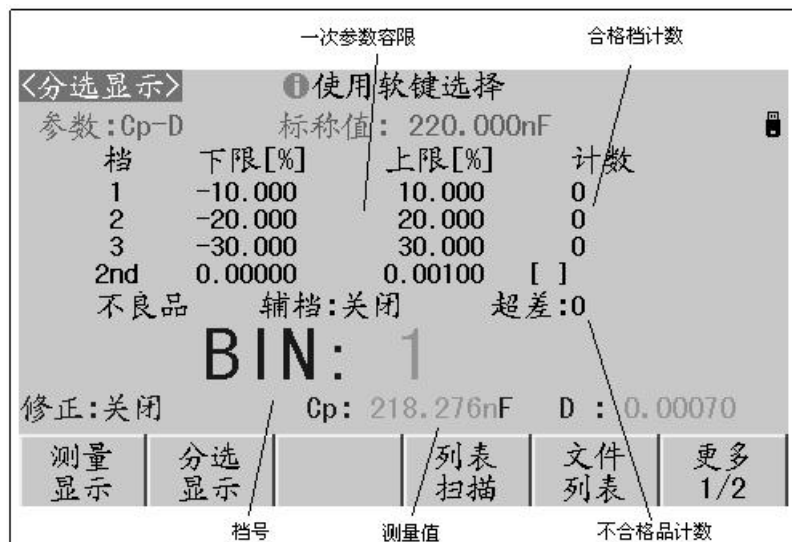 一次参数容限 合格档计数
<分选显示> 使用软键选择
参数:Cp-D 标称值: 220.000nF
档 下限[%] 上限[%] 计数
1 -10.000 10.000 0
2 -20.000 20.000 0
3 -30.000 30.000 0
2nd 0.00000 0.00100 [ ]
不良品 辅档:关闭 超差:0
BIN: 1
修正:关闭 Cp: 218.276nF D : 0.00070
测量显示 分选显示 列表扫描 文件列表 更多1/2
档号 测量值 不合格品计数